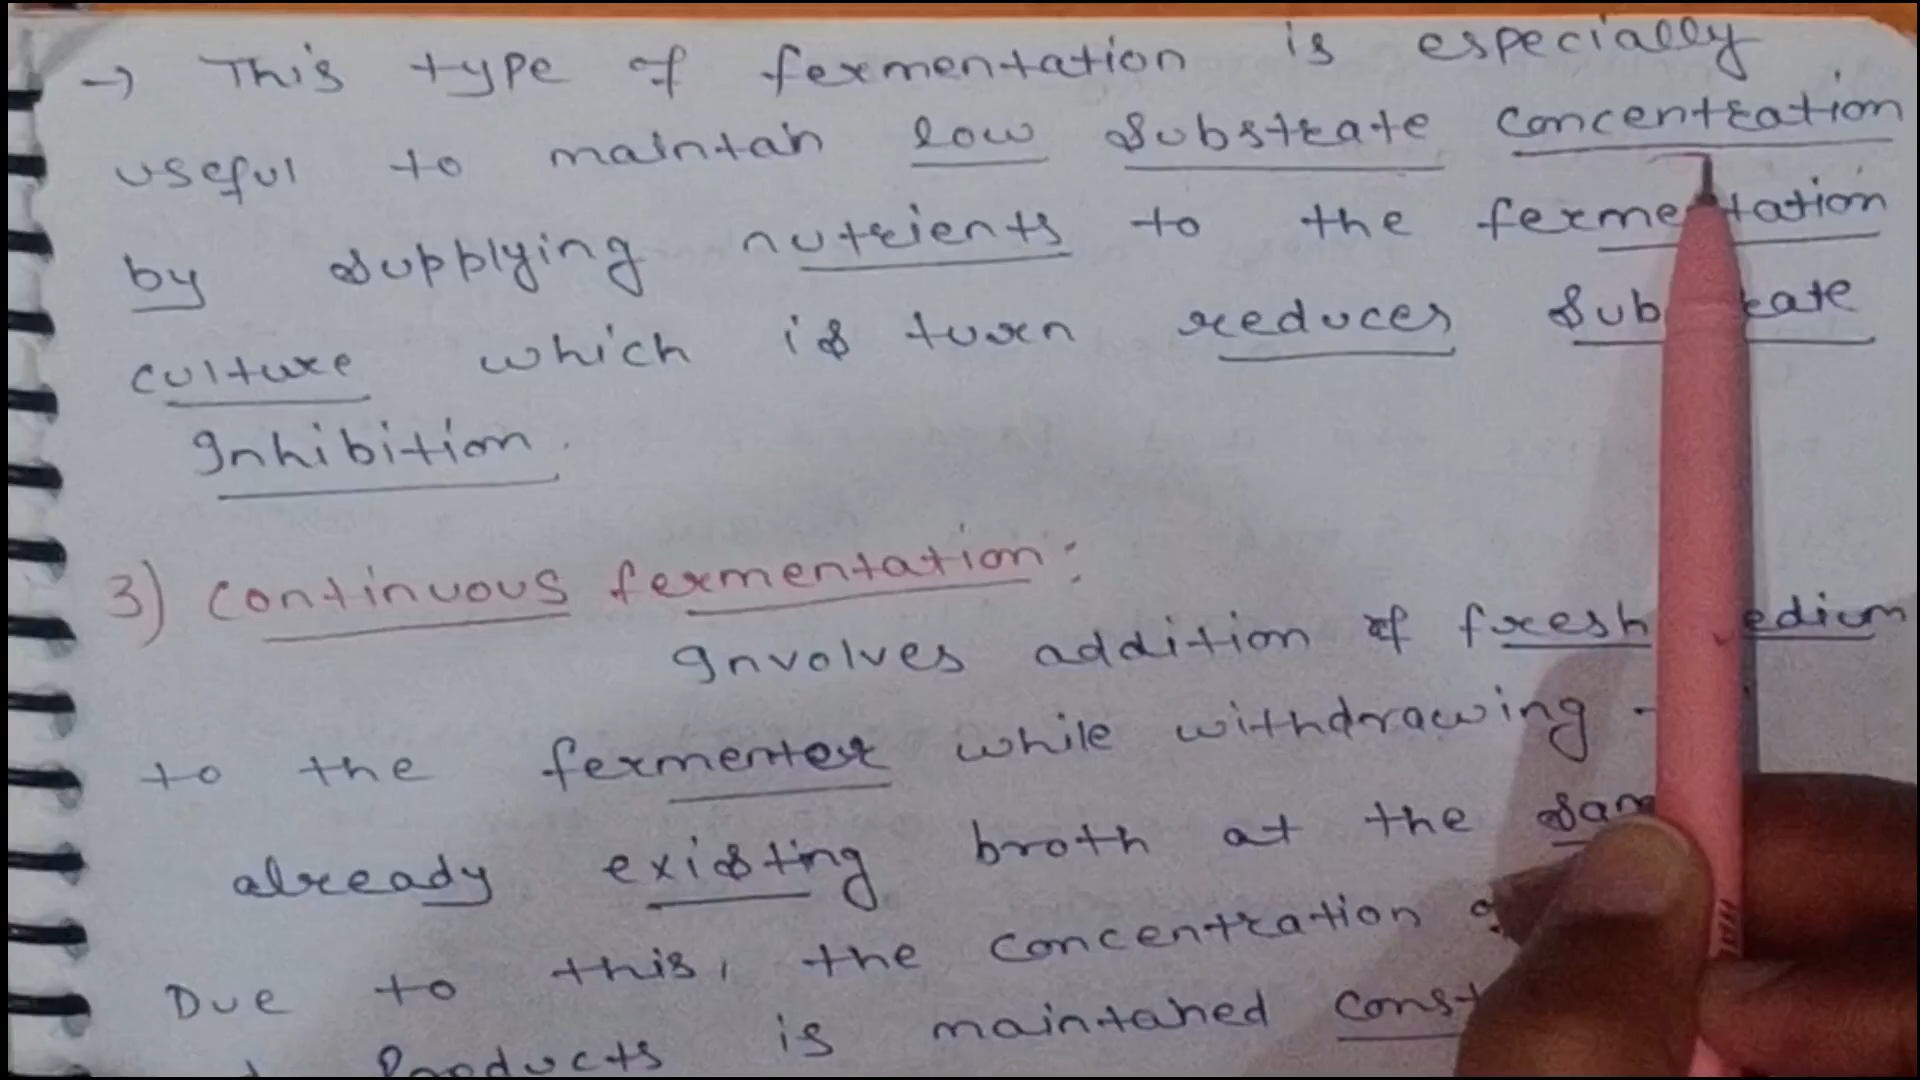 → This type of fermentation is especially
useful to maintain low substrate concentration
by supplying nutrients to the fermentation
culture which is turn reduces
Inhibition.
3) Continuous fermentation:
Involves addition of fresh
to the fermenter while withdrawing
already existing broth at the
Due to this, the concentration
Products is maintained